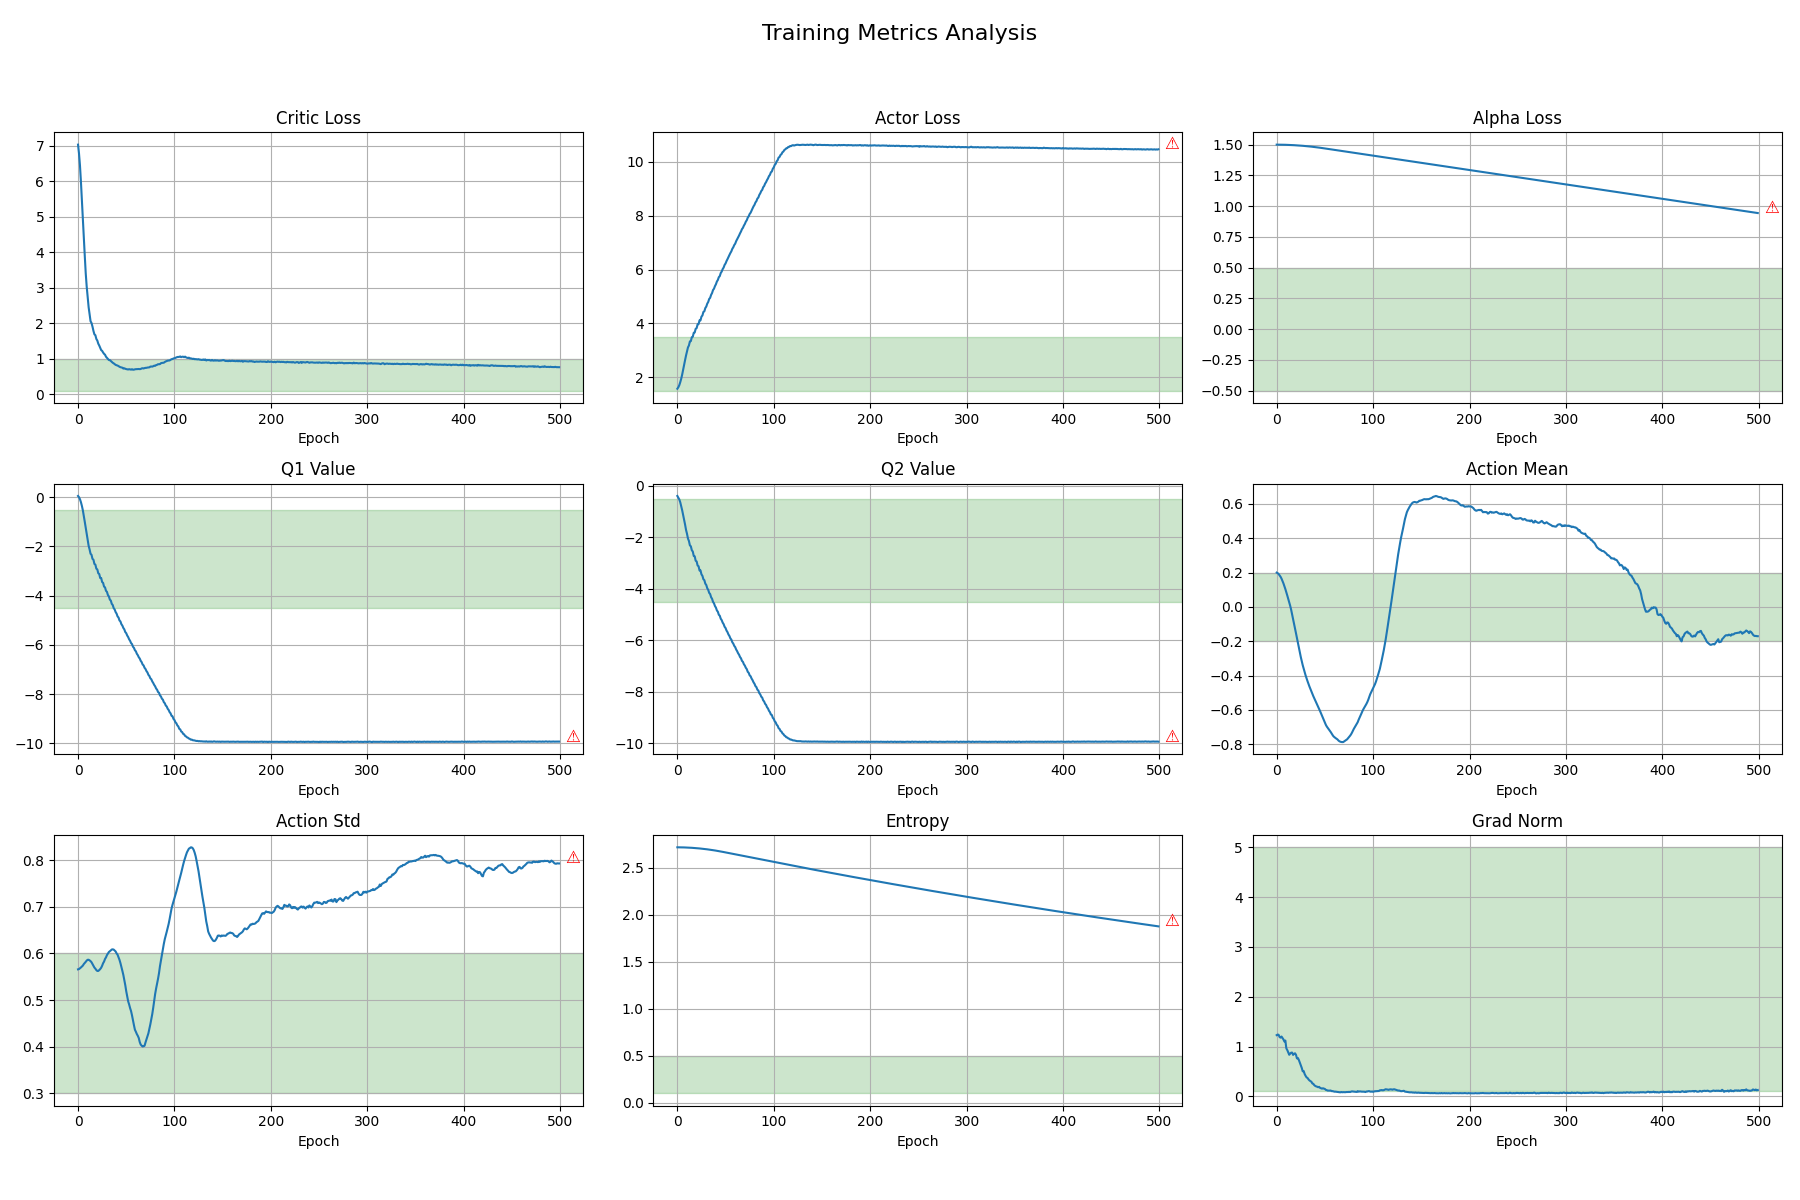 Training Metrics Analysis
Critic Loss
7
6
5
4
3
2
1
0
0 100 200 300 400 500
Epoch
Actor Loss
10
8
6
4
2
0 100 200 300 400 500
Epoch
Alpha Loss
1.50
1.25
1.00
0.75
0.50
0.25
0.00
−0.25
−0.50
0 100 200 300 400 500
Epoch
Q1 Value
0
−2
−4
−6
−8
−10
0 100 200 300 400 500
Epoch
Q2 Value
0
−2
−4
−6
−8
−10
0 100 200 300 400 500
Epoch
Action Mean
0.6
0.4
0.2
0.0
−0.2
−0.4
−0.6
−0.8
0 100 200 300 400 500
Epoch
Action Std
0.8
0.7
0.6
0.5
0.4
0.3
0 100 200 300 400 500
Epoch
Entropy
2.5
2.0
1.5
1.0
0.5
0.0
0 100 200 300 400 500
Epoch
Grad Norm
5
4
3
2
1
0
0 100 200 300 400 500
Epoch